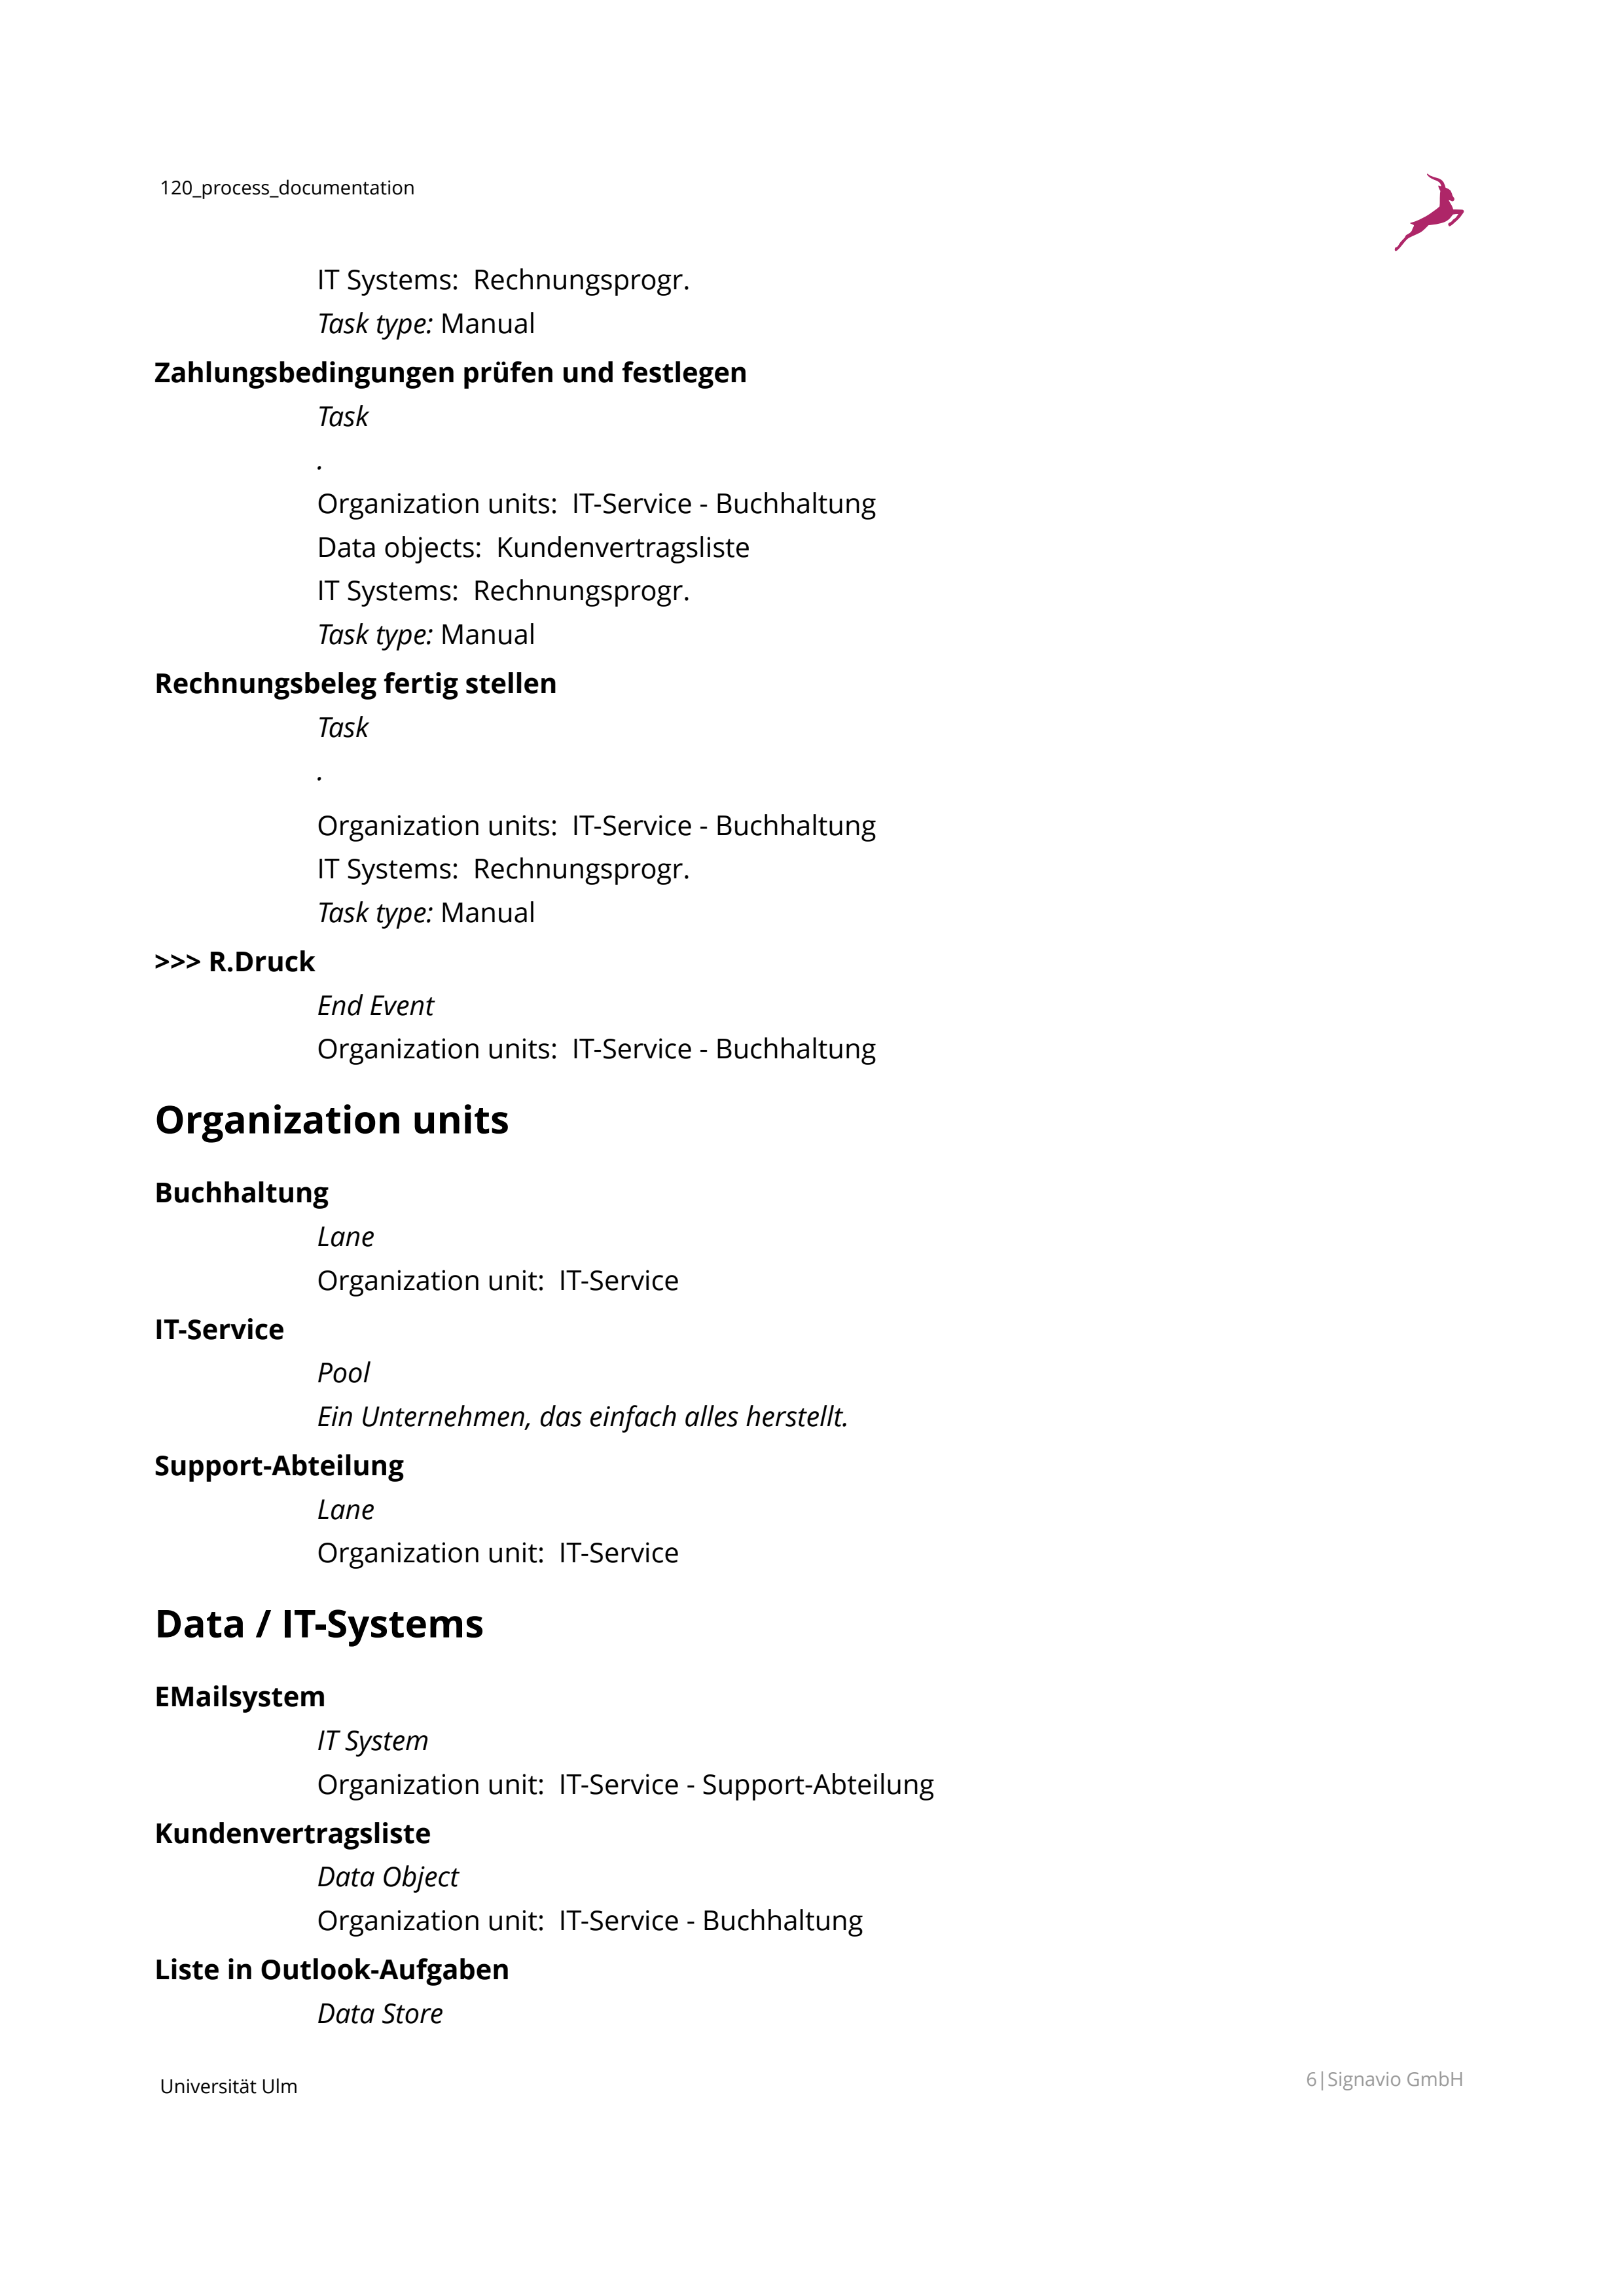 120_process_documentation
IT Systems:  Rechnungsprogr.
Task type: Manual
Zahlungsbedingungen prüfen und festlegen
Task
.
Organization units:  IT-Service - Buchhaltung
Data objects:  Kundenvertragsliste
IT Systems:  Rechnungsprogr.
Task type: Manual
Rechnungsbeleg fertig stellen
Task
.
Organization units:  IT-Service - Buchhaltung
IT Systems:  Rechnungsprogr.
Task type: Manual
>>> R.Druck
End Event
Organization units:  IT-Service - Buchhaltung
Organization units
Buchhaltung
Lane
Organization unit:  IT-Service
IT-Service
Pool
Ein Unternehmen, das einfach alles herstellt.
Support-Abteilung
Lane
Organization unit:  IT-Service
Data / IT-Systems
EMailsystem
IT System
Organization unit:  IT-Service - Support-Abteilung
Kundenvertragsliste
Data Object
Organization unit:  IT-Service - Buchhaltung
Liste in Outlook-Aufgaben
Data Store
Universität Ulm
6|Signavio GmbH